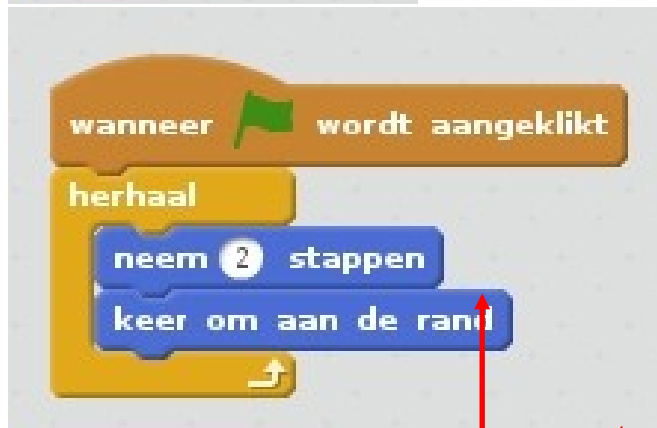 wanneer wordt aangeklikt
herhaal
neem 2 stappen
keer om aan de rand